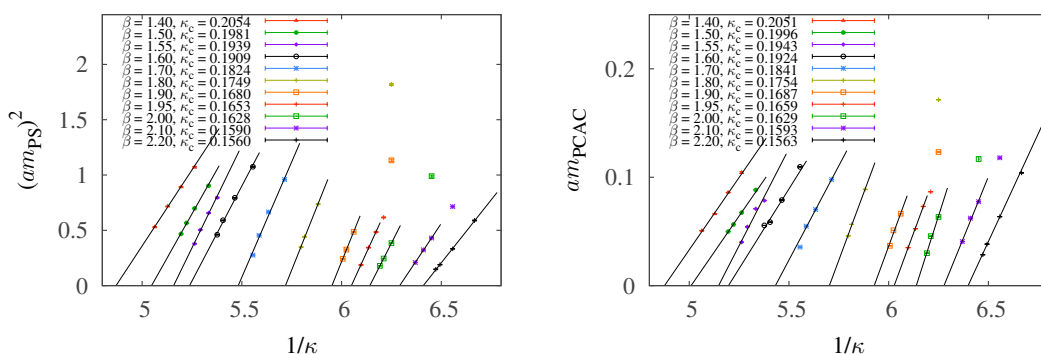 β = 1.40, κc = 0.2054
β = 1.50, κc = 0.1981
β = 1.55, κc = 0.1939
β = 1.60, κc = 0.1909
β = 1.70, κc = 0.1824
β = 1.80, κc = 0.1749
β = 1.90, κc = 0.1680
β = 1.95, κc = 0.1653
β = 2.00, κc = 0.1628
β = 2.10, κc = 0.1590
β = 2.20, κc = 0.1560
2
1.5
1
0.5
0
(amPS)²
5
5.5
6
6.5
1/κ
β = 1.40, κc = 0.2051
β = 1.50, κc = 0.1996
β = 1.55, κc = 0.1943
β = 1.60, κc = 0.1924
β = 1.70, κc = 0.1841
β = 1.80, κc = 0.1754
β = 1.90, κc = 0.1687
β = 1.95, κc = 0.1659
β = 2.00, κc = 0.1629
β = 2.10, κc = 0.1593
β = 2.20, κc = 0.1563
0.2
0.1
0
amPCAC
5
5.5
6
6.5
1/κ